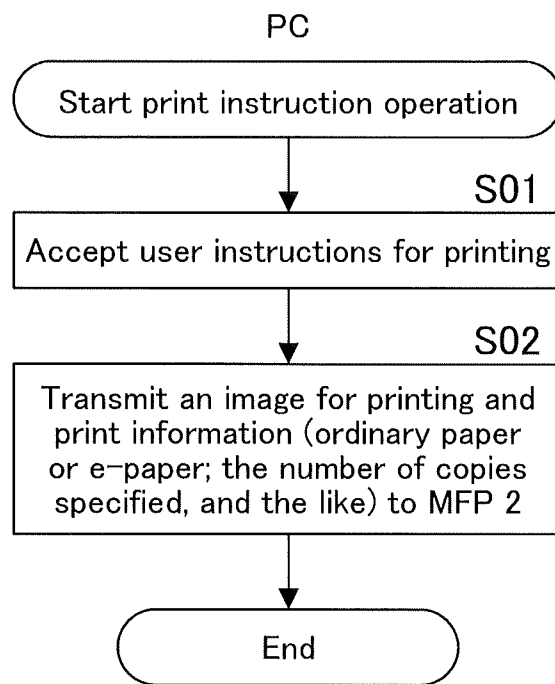 PC
Start print instruction operation
S01
Accept user instructions for printing
S02
Transmit an image for printing and
print information (ordinary paper
or e-paper; the number of copies
specified, and the like) to MFP 2
End